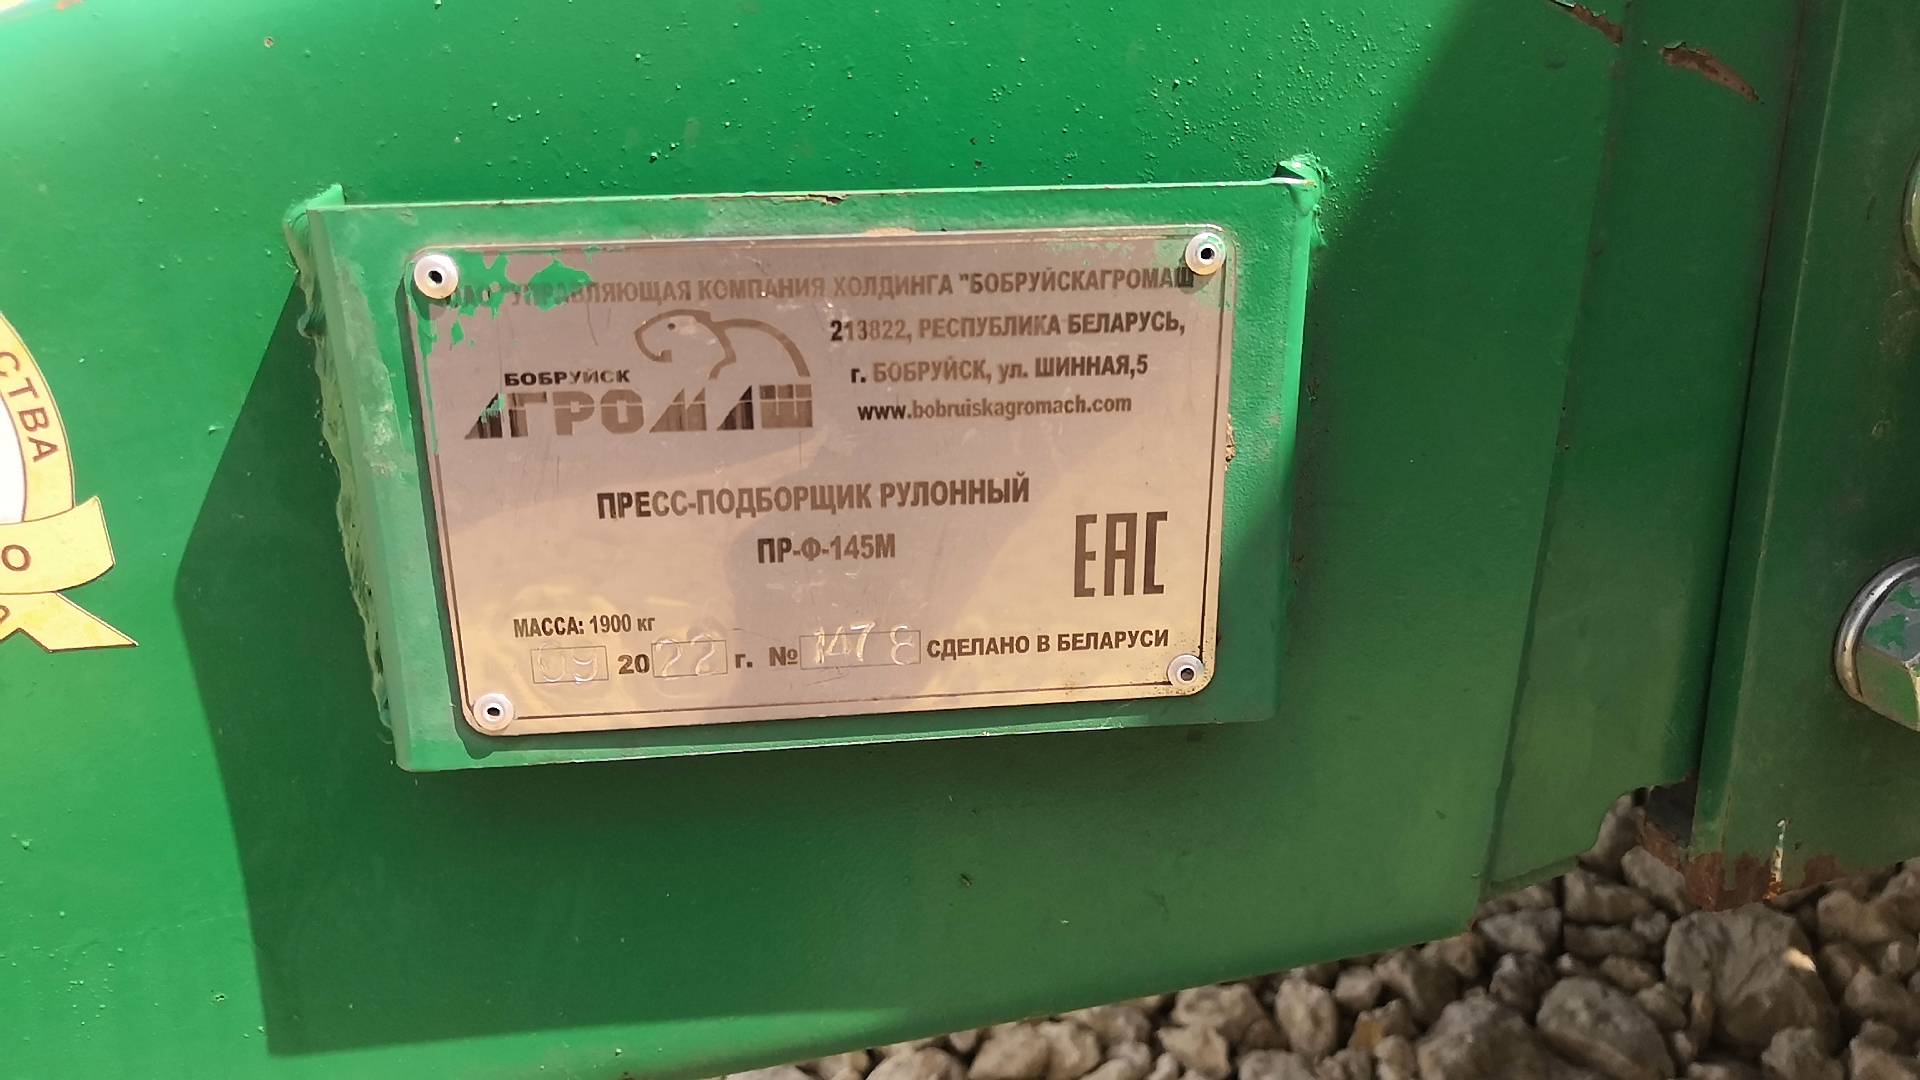 УПРАВЛЯЮЩАЯ КОМПАНИЯ ХОЛДИНГА "БОБРУЙСКАГРОМАШ"
213822, РЕСПУБЛИКА БЕЛАРУСЬ,
г. БОБРУЙСК, ул. ШИННАЯ,5
www.bobruiskagromach.com
БОБРУЙСК
АГРОМАШ
ПРЕСС-ПОДБОРЩИК РУЛОННЫЙ
ПР-Ф-145М
ЕАС
МАССА: 1900 кг
09 2022 г. № 1478 СДЕЛАНО В БЕЛАРУСИ